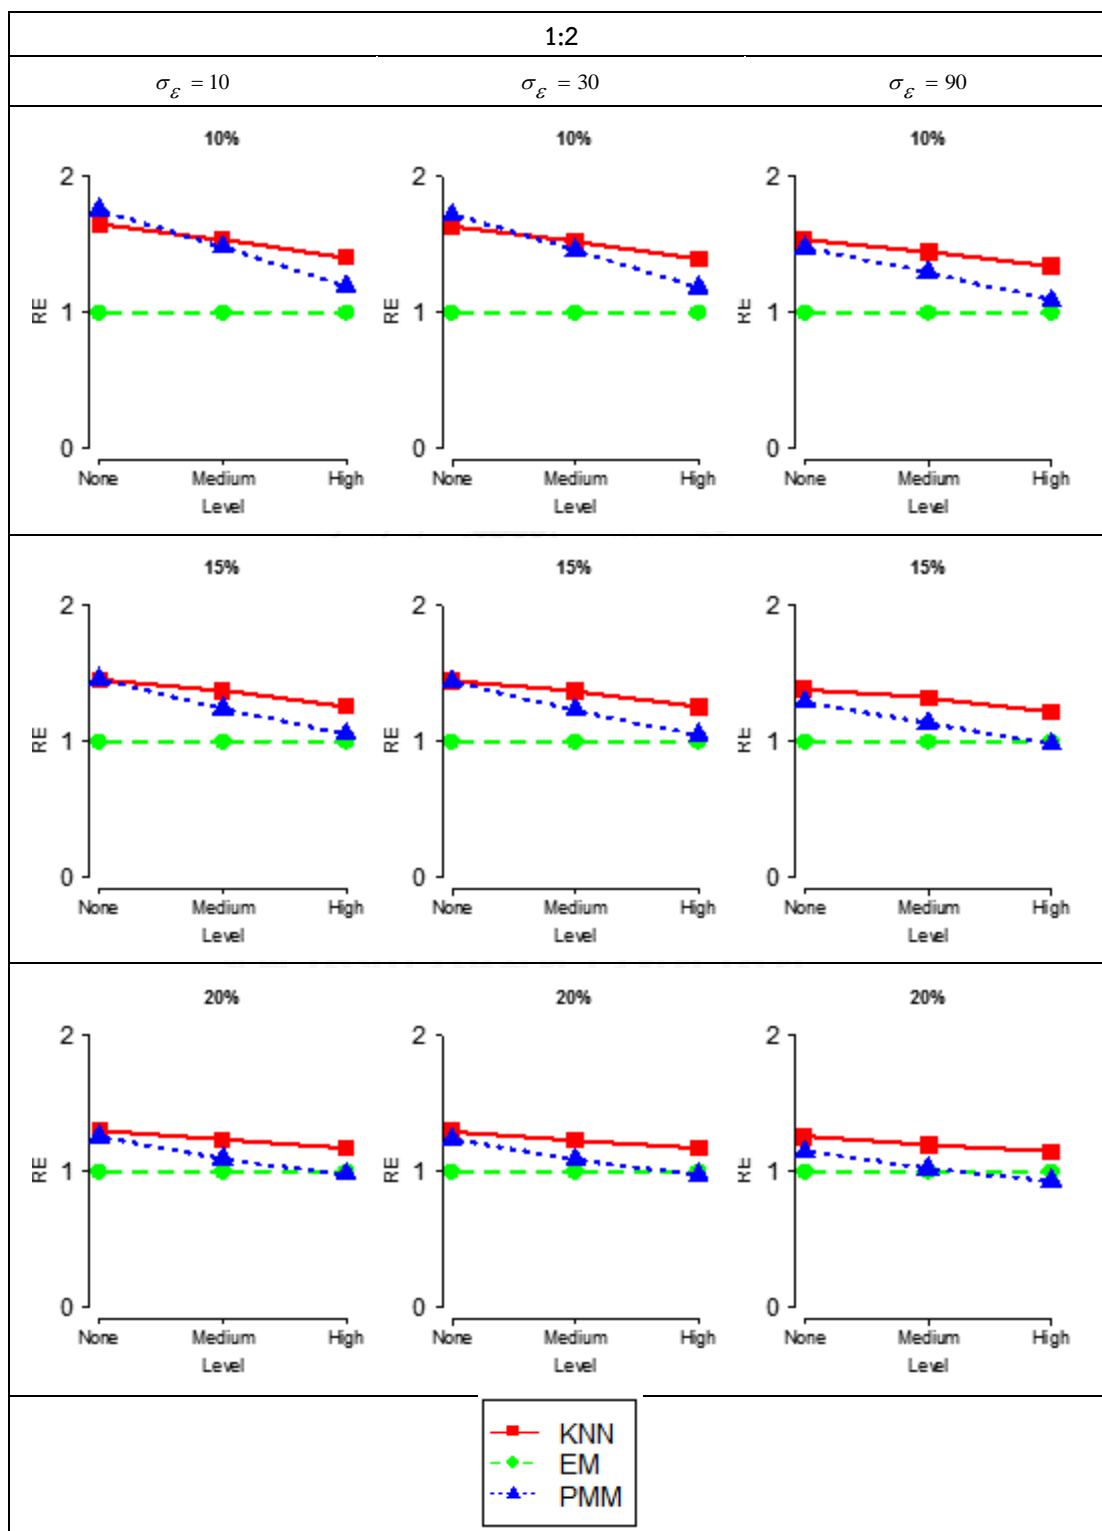 1:2
σ_ε = 10 σ_ε = 30 σ_ε = 90
10% 10% 10%
2 2 2
RE 1 RE 1 RE 1
0 0 0
None Medium High None Medium High None Medium High
Level Level Level
15% 15% 15%
2 2 2
RE 1 RE 1 RE 1
0 0 0
None Medium High None Medium High None Medium High
Level Level Level
20% 20% 20%
2 2 2
RE 1 RE 1 RE 1
0 0 0
None Medium High None Medium High None Medium High
Level Level Level
KNN
EM
PMM